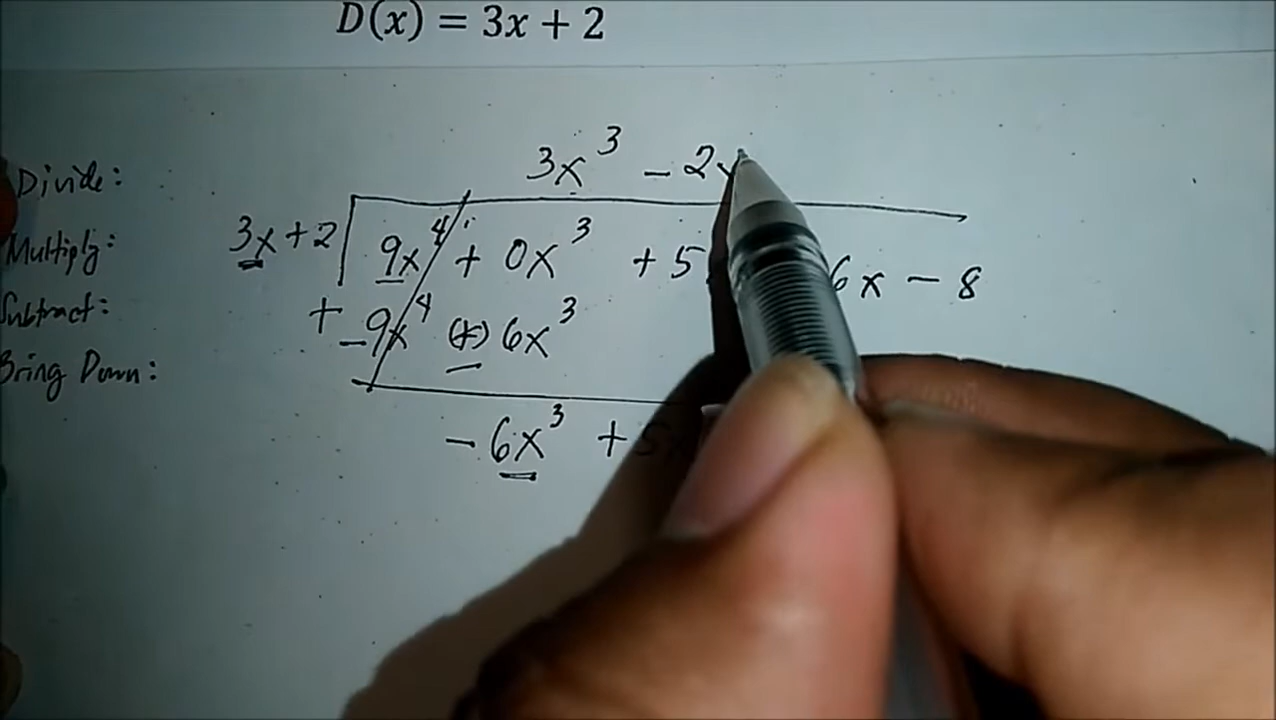 D(x) = 3x + 2
3x³ - 2x
Divide:
Multiply: 3x+2 9x⁴ + 0x³ + 5 6x - 8
Subtract: + -9x⁴ (+) 6x³
Bring Down:
- 6x³ + 5